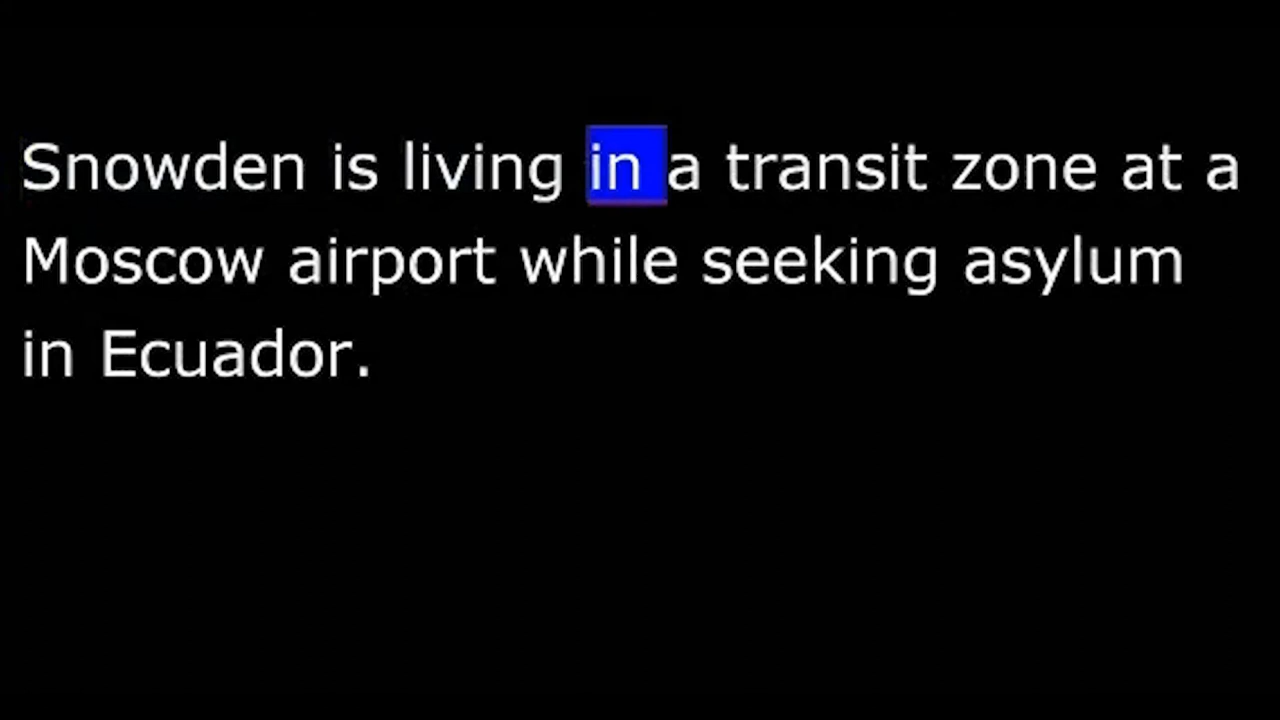 Snowden is living in a transit zone at a
Moscow airport while seeking asylum
in Ecuador.